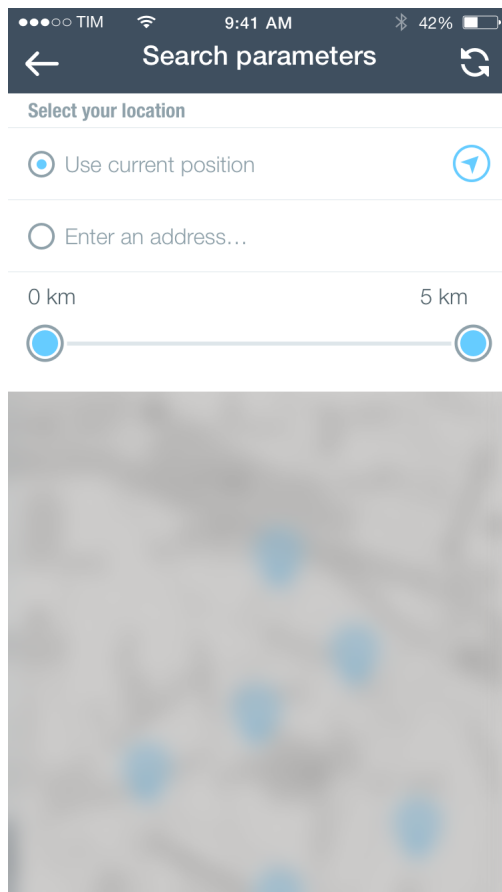 TIM 9:41 AM 42%
Search parameters
Select your location
Use current position
Enter an address...
0 km 5 km